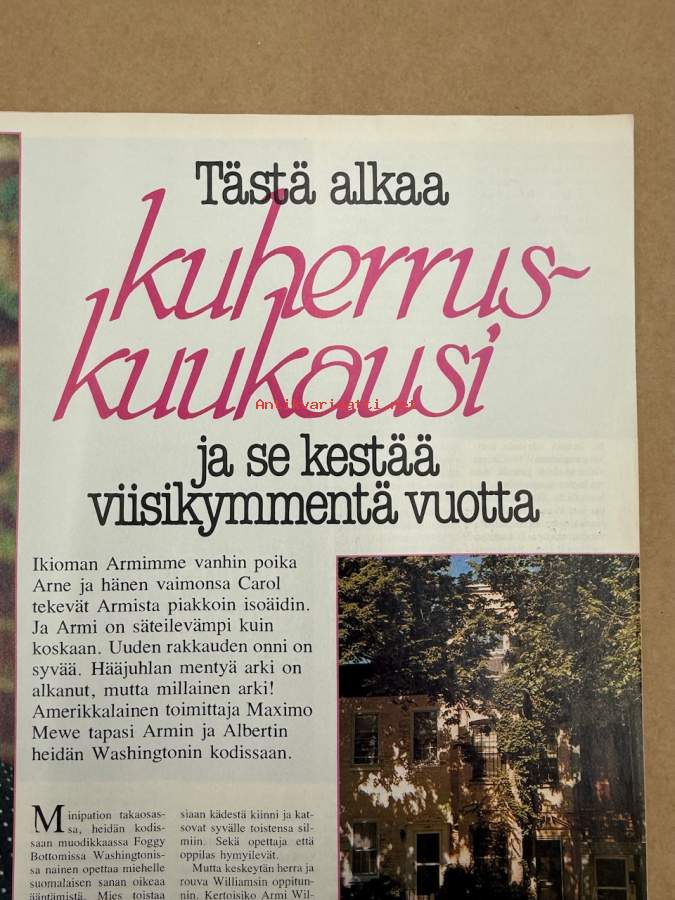 Tästä alkaa
kuherrus-
kuukausi
Antikvariaatti.net
ja se kestää
viisikymmentä vuotta
Ikioman Armimme vanhin poika
Arne ja hänen vaimonsa Carol
tekevät Armista piakkoin isoäidin.
Ja Armi on säteilevämpi kuin
koskaan. Uuden rakkauden onni on
syvää. Hääjuhlan mentyä arki on
alkanut, mutta millainen arki!
Amerikkalainen toimittaja Maximo
Mewe tapasi Armin ja Albertin
heidän Washingtonin kodissaan.
Minipation takaosas-
sa, heidän kodis-
saan muodikkaassa Foggy
Bottomissa Washingtonis-
sa nainen opettaa miehelle
suomalaisen sanan oikeaa
ääntämistä. Mies toistaa
siaan kädestä kiinni ja kat-
sovat syvälle toistensa sil-
miin. Sekä opettaja että
oppilas hymyilevät.
Mutta keskeytän herra ja
rouva Williamsin oppitun-
nin. Kertoisiko Armi Wil-